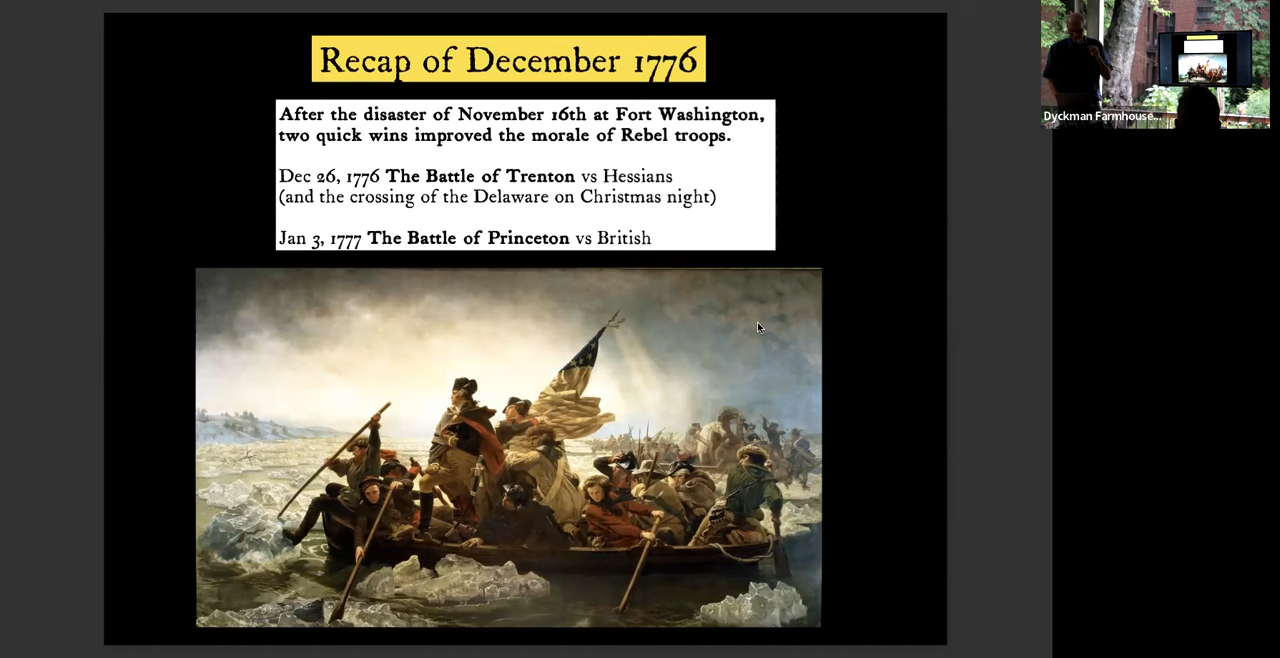 Recap of December 1776
After the disaster of November 16th at Fort Washington,
two quick wins improved the morale of Rebel troops.
Dec 26, 1776 The Battle of Trenton vs Hessians
(and the crossing of the Delaware on Christmas night)
Jan 3, 1777 The Battle of Princeton vs British
Dyckman Farmhouse...